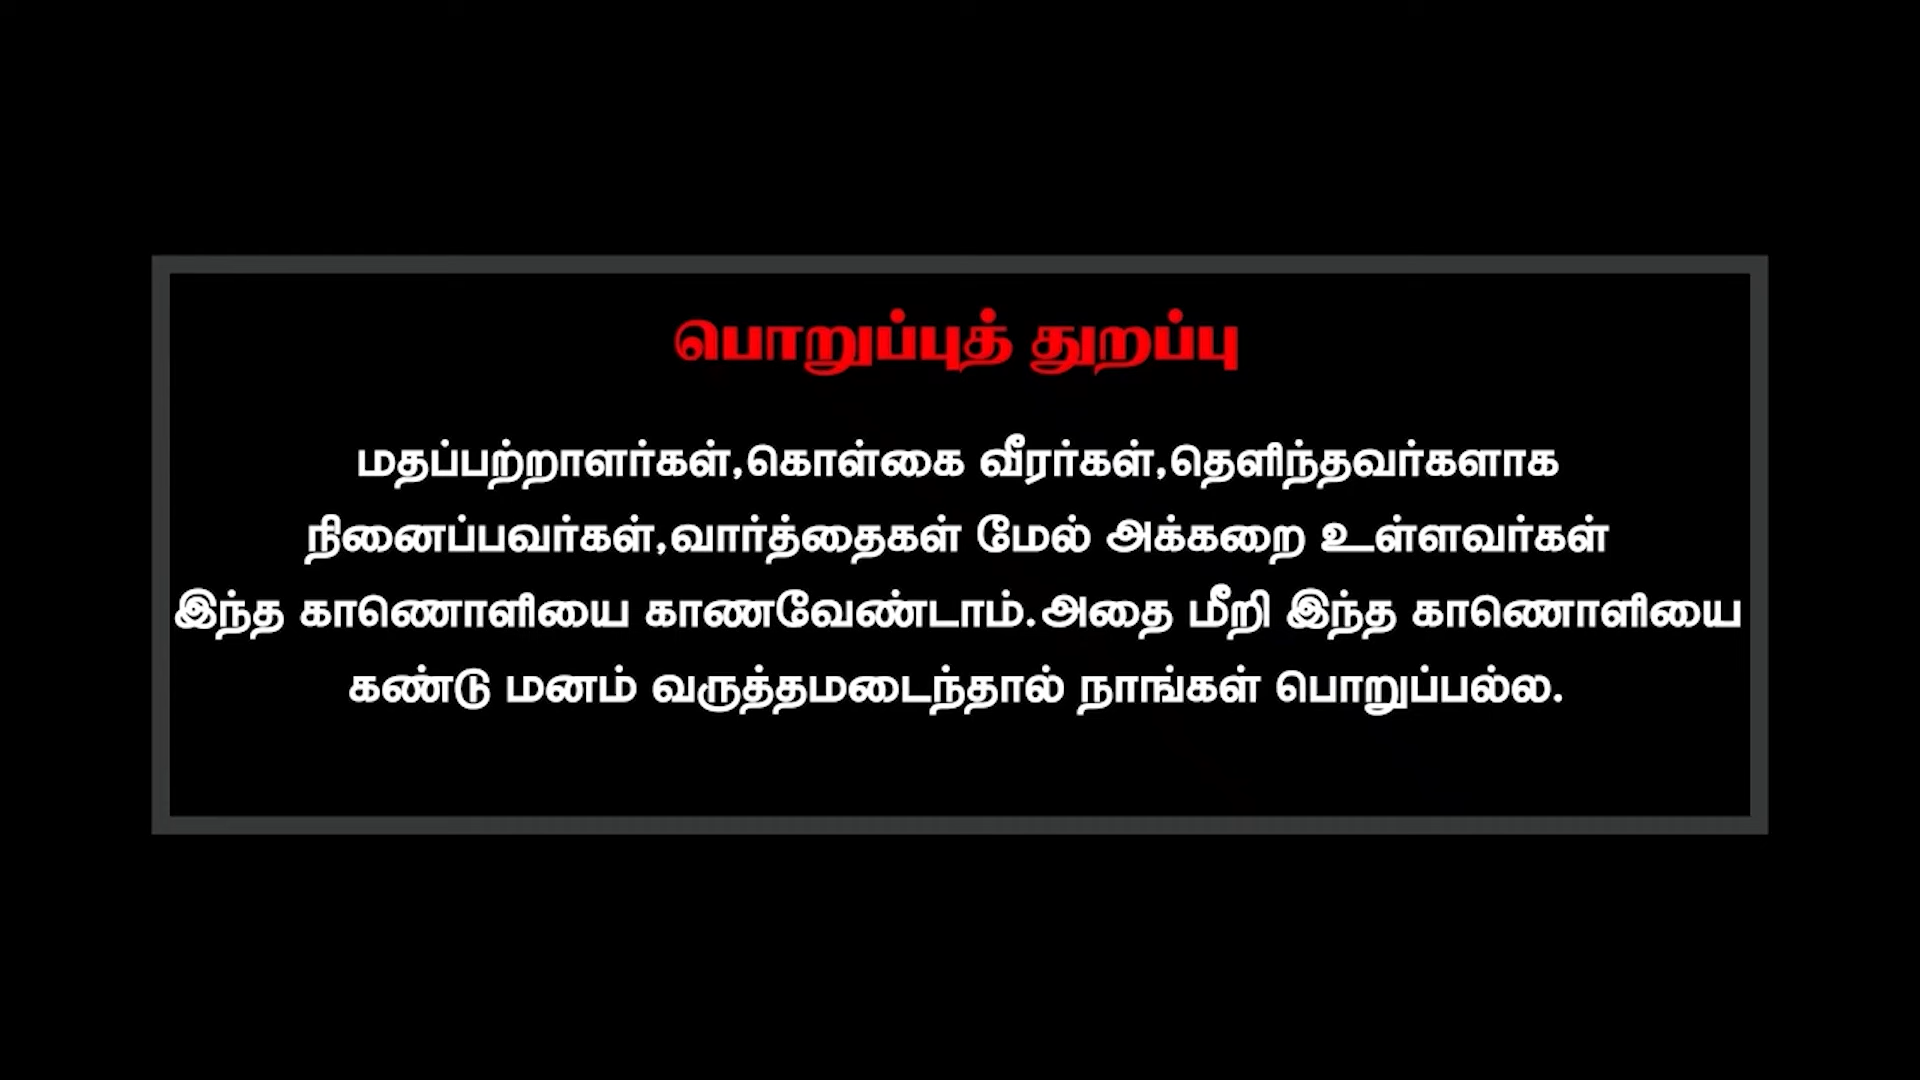 பொறுப்புத் துறப்பு
மதப்பற்றாளர்கள்,கொள்கை வீரர்கள்,தெளிந்தவர்களாக
நினைப்பவர்கள்,வார்த்தைகள் மேல் அக்கறை உள்ளவர்கள்
இந்த காணொளியை காணவேண்டாம்.அதை மீறி இந்த காணொளியை
கண்டு மனம் வருத்தமடைந்தால் நாங்கள் பொறுப்பல்ல.